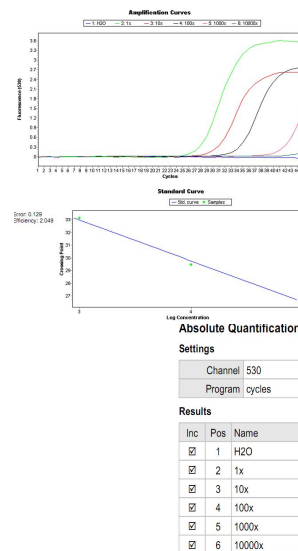 Amplification Curves
1: H2O 2: 1x 3: 10x 4: 100x 5: 1000x 6: 10000x
3.6
3.3
3
2.7
2.4
2.1
1.8
1.5
1.2
0.9
0.6
0.3
0
Fluorescence (530)
1 2 3 4 5 6 7 8 9 10 11 12 13 14 15 16 17 18 19 20 21 22 23 24 25 26 27 28 29 30 31 32 33 34 35 36 37 38 39 40 41 42 43 44
Cycles
Standard Curve
Std. curve Samples
Error: 0.129
Efficiency: 2.049
33
32
31
30
29
28
27
Crossing Point
3 4
Log Concentration
Absolute Quantification
Settings
Channel 530
Program cycles
Results
Inc Pos Name
1 H2O
2 1x
3 10x
4 100x
5 1000x
6 10000x